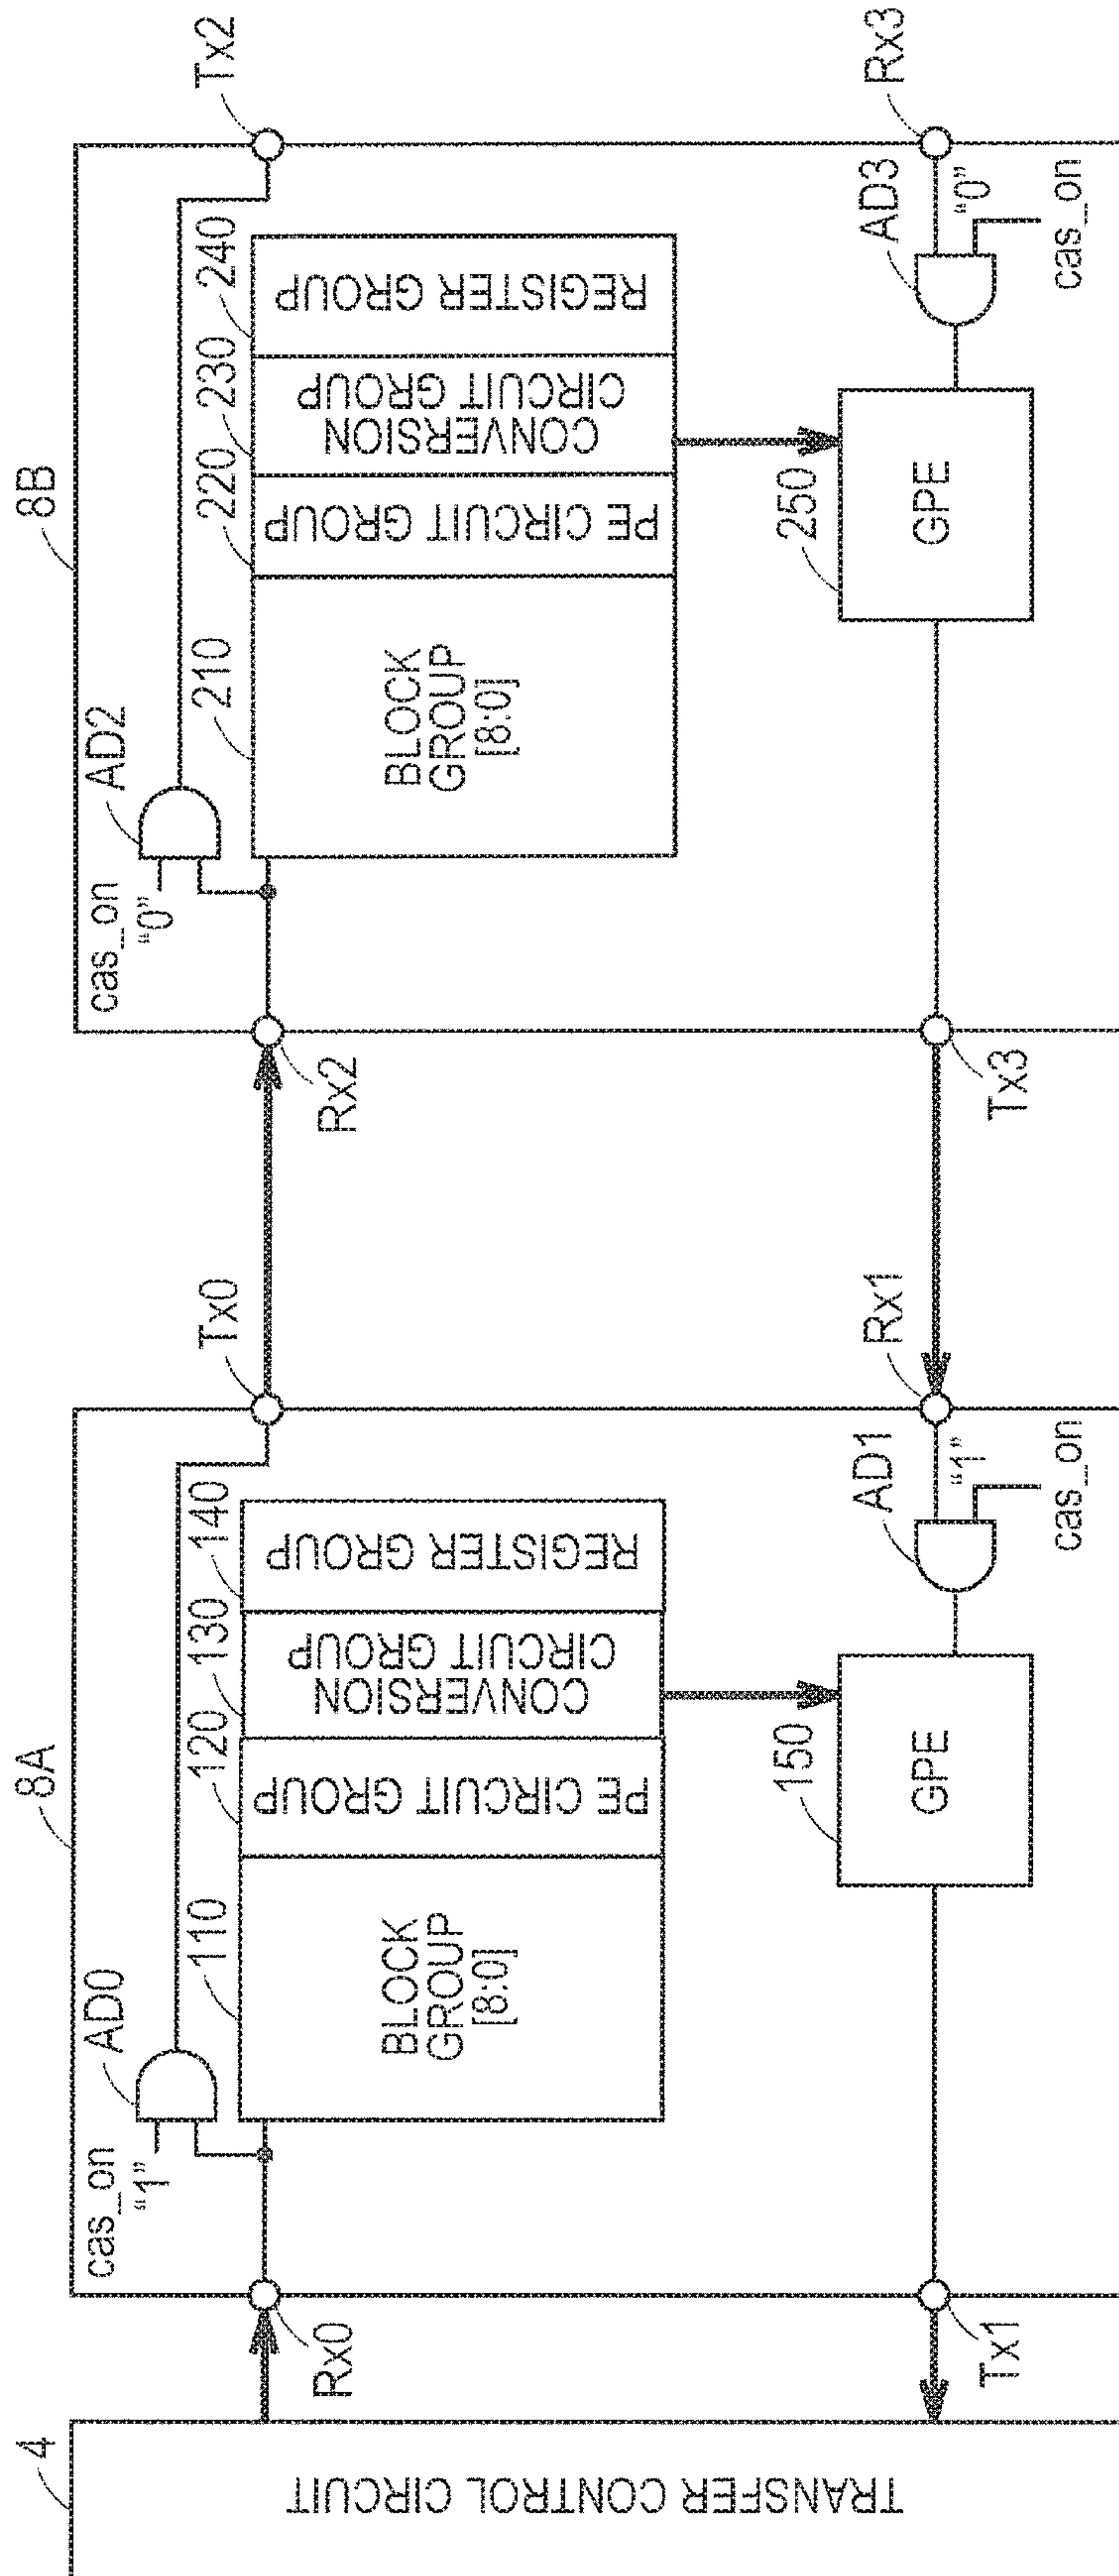 4
TRANSFER CONTROL CIRCUIT
Rx0
Tx1
8A
cas_on
"1"
AD0
110
120
130
140
BLOCK
GROUP
[8:0]
PE CIRCUIT GROUP
CONVERSION
CIRCUIT GROUP
REGISTER GROUP
150
GPE
AD1
"1"
cas_on
Tx0
Rx1
Rx2
Tx3
8B
cas_on
"0"
AD2
210
220
230
240
BLOCK
GROUP
[8:0]
PE CIRCUIT GROUP
CONVERSION
CIRCUIT GROUP
REGISTER GROUP
250
GPE
AD3
"0"
cas_on
Tx2
Rx3